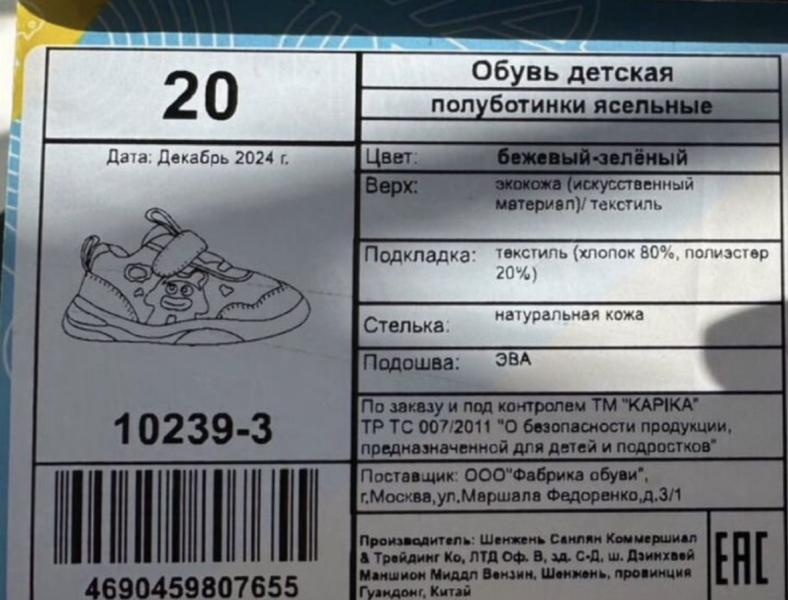 20
Дата: Декабрь 2024 г.
10239-3
4690459807655
Обувь детская
полуботинки ясельные
Цвет: бежевый-зелёный
Верх: экокожа (искусственный
материал)/ текстиль
Подкладка: текстиль (хлопок 80%, полиэстер
20%)
Стелька: натуральная кожа
Подошва: ЭВА
По заказу и под контролем ТМ "KAPIKA"
ТР ТС 007/2011 "О безопасности продукции,
предназначенной для детей и подростков"
Поставщик: ООО"Фабрика обуви",
г,Москва,ул,Маршала Федоренко,д.3/1
Производитель: Шенжень Санлян Коммершиал
& Трейдинг Ко, ЛТД Оф. В, зд. С-Д, ш. Дзинхвей
Маншион Миддл Вензин, Шенжень, провинция
Гуандонг, Китай
ЕАС